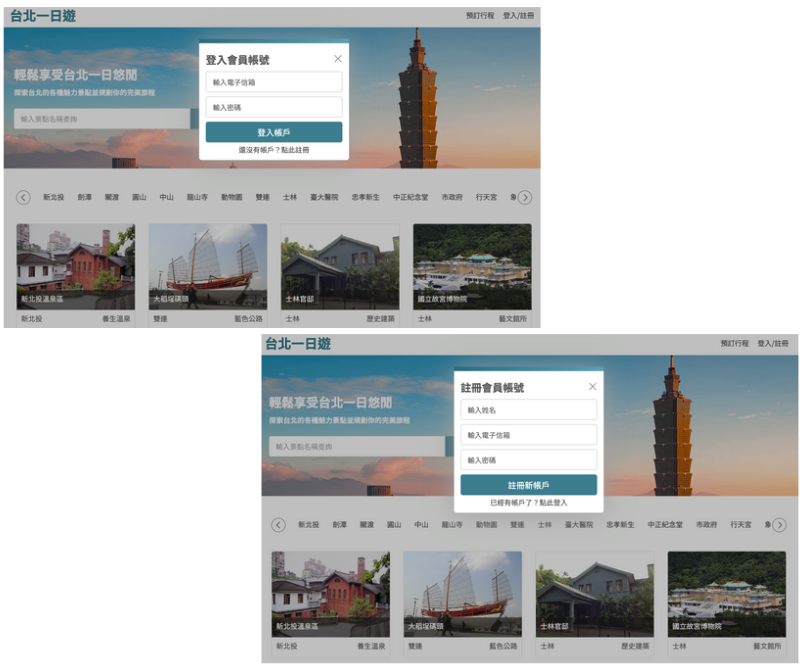 台北一日遊
預訂行程 登入/註冊
輕鬆享受台北一日悠閒
探索台北的各種魅力景點並規劃你的完美旅程
輸入景點名稱查詢
登入會員帳號
輸入電子信箱
輸入密碼
登入帳戶
還沒有帳戶？點此註冊
新北投 劍潭 關渡 圓山 中山 龍山寺 動物園 雙連 士林 臺大醫院 忠孝新生 中正紀念堂 市政府 行天宮 象
新北投溫泉區
大稻埕碼頭
士林官邸
國立故宮博物院
新北投 養生溫泉
雙連 藍色公路
士林 歷史建築
士林 藝文館所
台北一日遊
預訂行程 登入/註冊
輕鬆享受台北一日悠閒
探索台北的各種魅力景點並規劃你的完美旅程
輸入景點名稱查詢
註冊會員帳號
輸入姓名
輸入電子信箱
輸入密碼
註冊新帳戶
已經有帳戶了？點此登入
新北投 劍潭 關渡 圓山 中山 龍山寺 動物園 雙連 士林 臺大醫院 忠孝新生 中正紀念堂 市政府 行天宮 象
新北投溫泉區
大稻埕碼頭
士林官邸
國立故宮博物院
新北投 養生溫泉
雙連 藍色公路
士林 歷史建築
士林 藝文館所